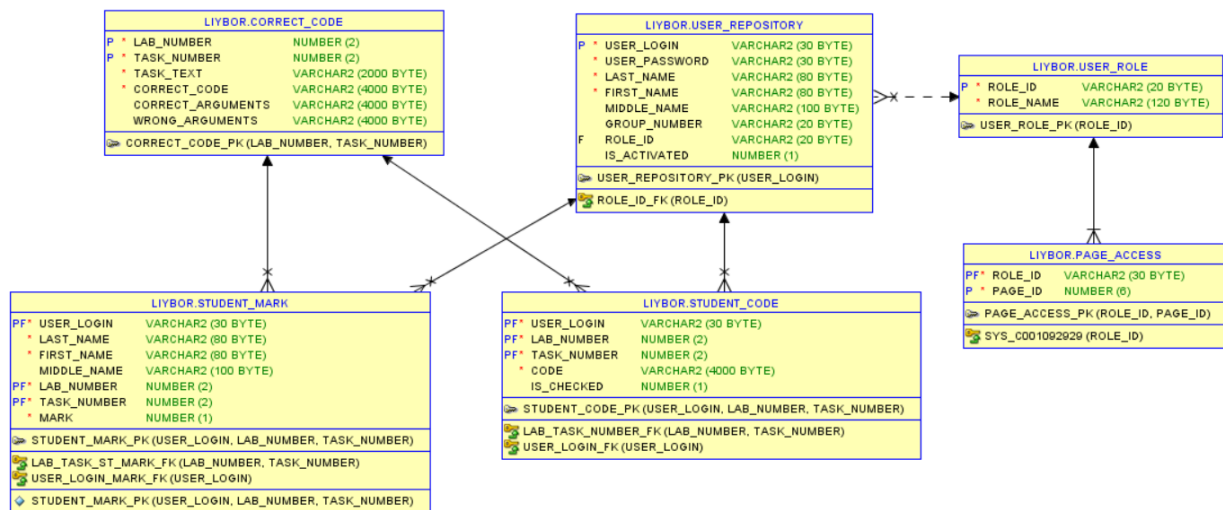 LIYBOR.CORRECT_CODE
P * LAB_NUMBER NUMBER (2)
P * TASK_NUMBER NUMBER (2)
* TASK_TEXT VARCHAR2 (2000 BYTE)
* CORRECT_CODE VARCHAR2 (4000 BYTE)
CORRECT_ARGUMENTS VARCHAR2 (4000 BYTE)
WRONG_ARGUMENTS VARCHAR2 (4000 BYTE)
CORRECT_CODE_PK (LAB_NUMBER, TASK_NUMBER)
LIYBOR.USER_REPOSITORY
P * USER_LOGIN VARCHAR2 (30 BYTE)
* USER_PASSWORD VARCHAR2 (30 BYTE)
* LAST_NAME VARCHAR2 (80 BYTE)
* FIRST_NAME VARCHAR2 (80 BYTE)
MIDDLE_NAME VARCHAR2 (100 BYTE)
GROUP_NUMBER VARCHAR2 (20 BYTE)
F ROLE_ID VARCHAR2 (20 BYTE)
IS_ACTIVATED NUMBER (1)
USER_REPOSITORY_PK (USER_LOGIN)
ROLE_ID_FK (ROLE_ID)
LIYBOR.USER_ROLE
P * ROLE_ID VARCHAR2 (20 BYTE)
* ROLE_NAME VARCHAR2 (120 BYTE)
USER_ROLE_PK (ROLE_ID)
LIYBOR.PAGE_ACCESS
PF* ROLE_ID VARCHAR2 (30 BYTE)
P * PAGE_ID NUMBER (6)
PAGE_ACCESS_PK (ROLE_ID, PAGE_ID)
SYS_C001092929 (ROLE_ID)
LIYBOR.STUDENT_MARK
PF* USER_LOGIN VARCHAR2 (30 BYTE)
* LAST_NAME VARCHAR2 (80 BYTE)
* FIRST_NAME VARCHAR2 (80 BYTE)
MIDDLE_NAME VARCHAR2 (100 BYTE)
PF* LAB_NUMBER NUMBER (2)
PF* TASK_NUMBER NUMBER (2)
* MARK NUMBER (1)
STUDENT_MARK_PK (USER_LOGIN, LAB_NUMBER, TASK_NUMBER)
LAB_TASK_ST_MARK_FK (LAB_NUMBER, TASK_NUMBER)
USER_LOGIN_MARK_FK (USER_LOGIN)
STUDENT_MARK_PK (USER_LOGIN, LAB_NUMBER, TASK_NUMBER)
LIYBOR.STUDENT_CODE
PF* USER_LOGIN VARCHAR2 (30 BYTE)
PF* LAB_NUMBER NUMBER (2)
PF* TASK_NUMBER NUMBER (2)
* CODE VARCHAR2 (4000 BYTE)
IS_CHECKED NUMBER (1)
STUDENT_CODE_PK (USER_LOGIN, LAB_NUMBER, TASK_NUMBER)
LAB_TASK_NUMBER_FK (LAB_NUMBER, TASK_NUMBER)
USER_LOGIN_FK (USER_LOGIN)